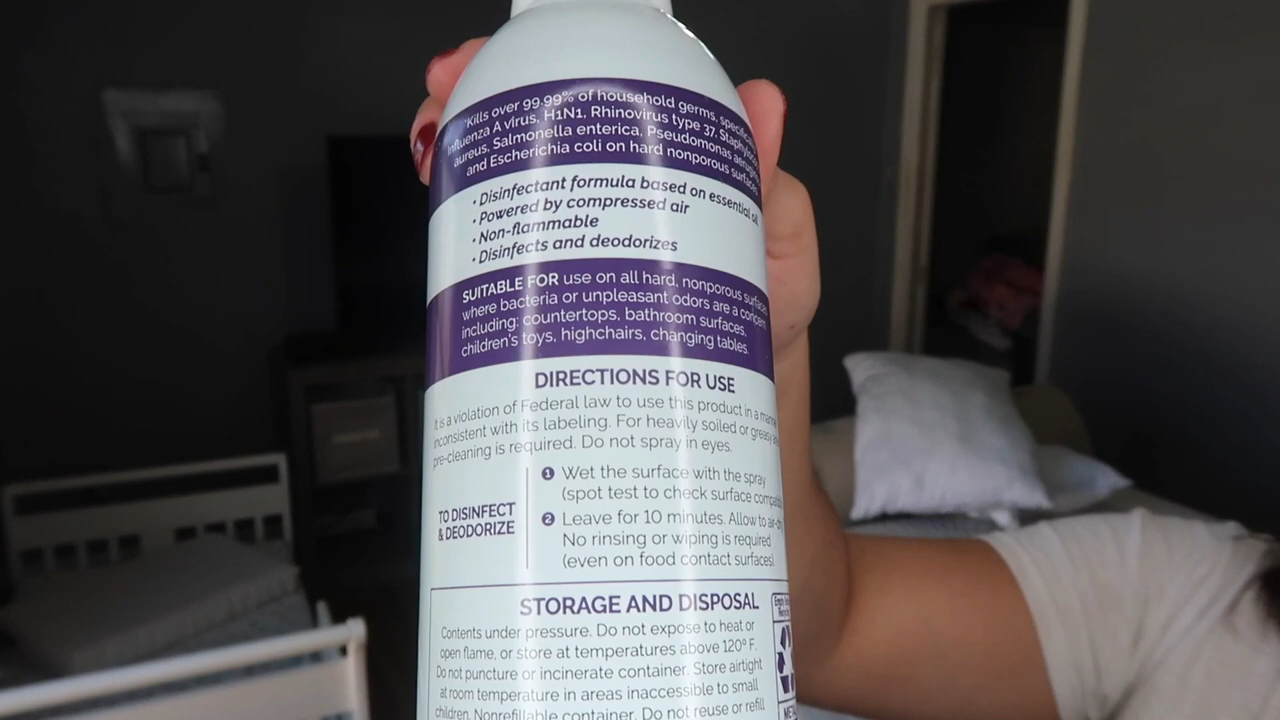 *Kills over 99.99% of household germs,
Influenza A virus, H1N1, Rhinovirus type 37,
aureus, Salmonella enterica, Pseudomonas
and Escherichia coli on hard nonporous
• Disinfectant formula based on essential
• Powered by compressed air
• Non-flammable
• Disinfects and deodorizes
SUITABLE FOR use on all hard, nonporous
where bacteria or unpleasant odors are a concern
including: countertops, bathroom surfaces,
children's toys, highchairs, changing tables.
DIRECTIONS FOR USE
It is a violation of Federal law to use this product in a
inconsistent with its labeling. For heavily soiled or greasy
pre-cleaning is required. Do not spray in eyes.
TO DISINFECT
& DEODORIZE
1 Wet the surface with the spray
(spot test to check surface
2 Leave for 10 minutes. Allow to
No rinsing or wiping is required
(even on food contact surfaces).
STORAGE AND DISPOSAL
Contents under pressure. Do not expose to heat or
open flame, or store at temperatures above 120° F.
Do not puncture or incinerate container. Store airtight
at room temperature in areas inaccessible to small
children. Nonrefillable container. Do not reuse or refill